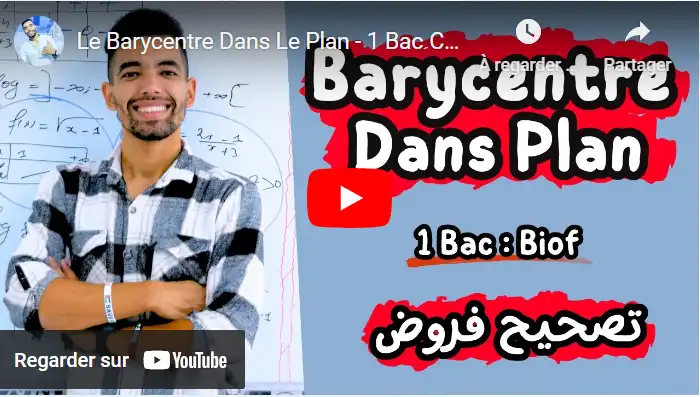 Le Barycentre Dans Le Plan - 1 Bac C...
À regarder ...
Partager
Barycentre
Dans Plan
1 Bac : Biof
تصحيح فروض
f(x) = √x - 1
Regarder sur YouTube